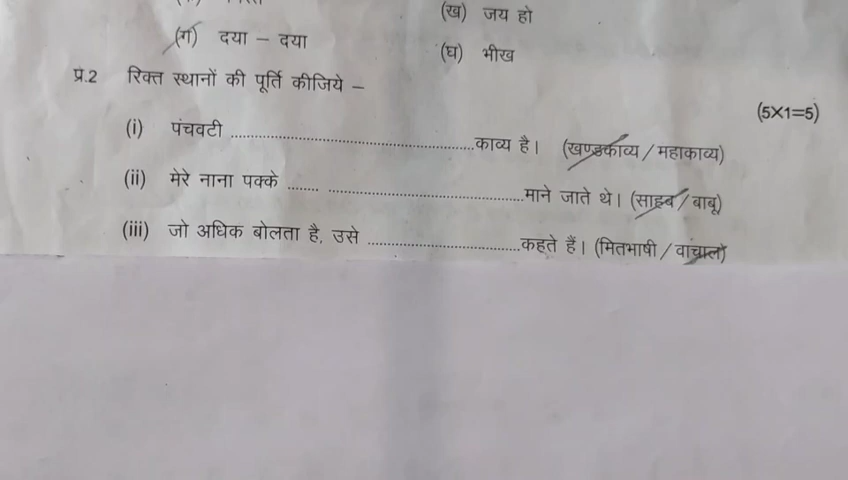 (ख) जय हो
(ग) दया – दया
(घ) भीख
प्र.2 रिक्त स्थानों की पूर्ति कीजिये –
(5X1=5)
(i) पंचवटी ........................................काव्य है। (खण्डकाव्य / महाकाव्य)
(ii) मेरे नाना पक्के ....... ........................................माने जाते थे। (साहब / बाबू)
(iii) जो अधिक बोलता है, उसे ...............................कहते हैं। (मितभाषी / वाचाल)